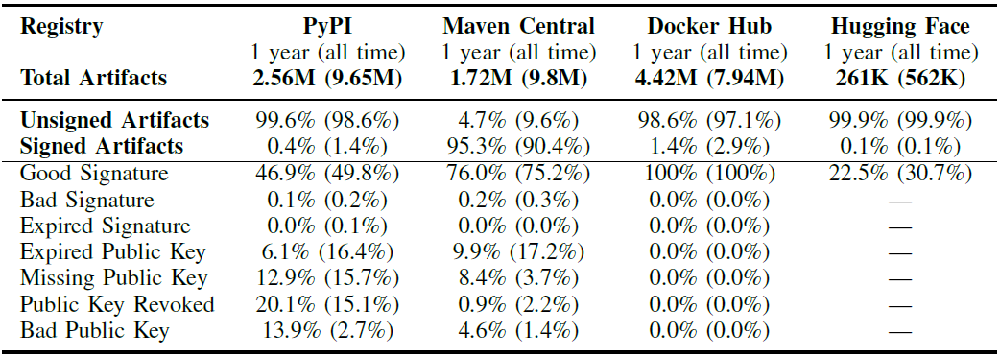 Registry PyPI Maven Central Docker Hub Hugging Face
1 year (all time) 1 year (all time) 1 year (all time) 1 year (all time)
Total Artifacts 2.56M (9.65M) 1.72M (9.8M) 4.42M (7.94M) 261K (562K)
Unsigned Artifacts 99.6% (98.6%) 4.7% (9.6%) 98.6% (97.1%) 99.9% (99.9%)
Signed Artifacts 0.4% (1.4%) 95.3% (90.4%) 1.4% (2.9%) 0.1% (0.1%)
Good Signature 46.9% (49.8%) 76.0% (75.2%) 100% (100%) 22.5% (30.7%)
Bad Signature 0.1% (0.2%) 0.2% (0.3%) 0.0% (0.0%) —
Expired Signature 0.0% (0.1%) 0.0% (0.0%) 0.0% (0.0%) —
Expired Public Key 6.1% (16.4%) 9.9% (17.2%) 0.0% (0.0%) —
Missing Public Key 12.9% (15.7%) 8.4% (3.7%) 0.0% (0.0%) —
Public Key Revoked 20.1% (15.1%) 0.9% (2.2%) 0.0% (0.0%) —
Bad Public Key 13.9% (2.7%) 4.6% (1.4%) 0.0% (0.0%) —